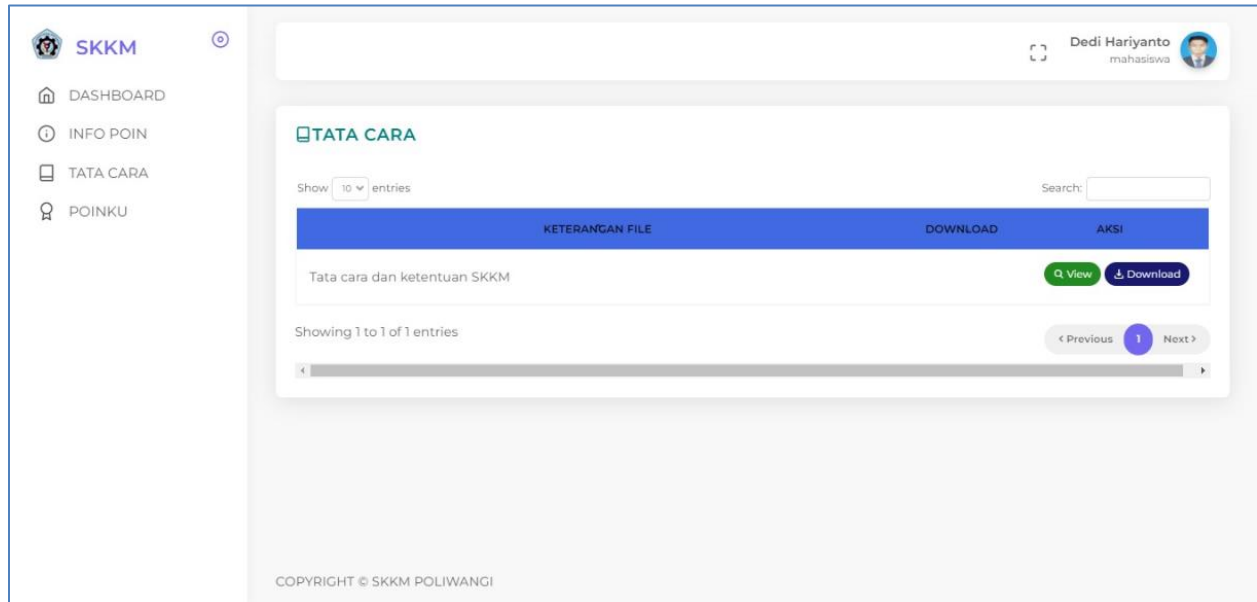 SKKM
DASHBOARD
INFO POIN
TATA CARA
POINKU
Dedi Hariyanto
mahasiswa
TATA CARA
Show 10 entries
Search:
KETERANGAN FILE DOWNLOAD AKSI
Tata cara dan ketentuan SKKM View Download
Showing 1 to 1 of 1 entries
Previous 1 Next
COPYRIGHT © SKKM POLIWANGI